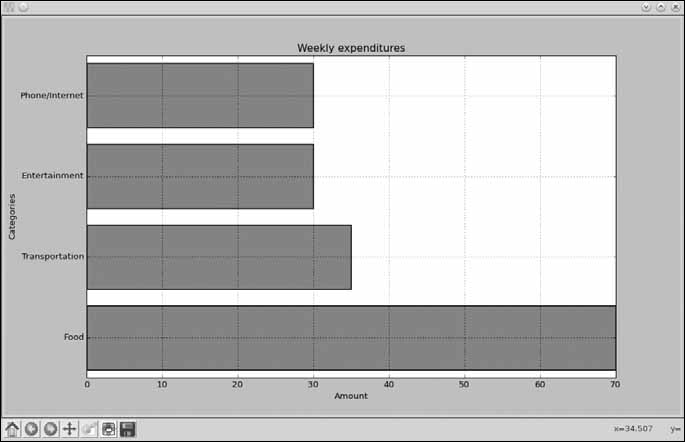 Weekly expenditures
Phone/Internet
Entertainment
Transportation
Food
Categories
0 10 20 30 40 50 60 70
Amount
x=34.507 y=